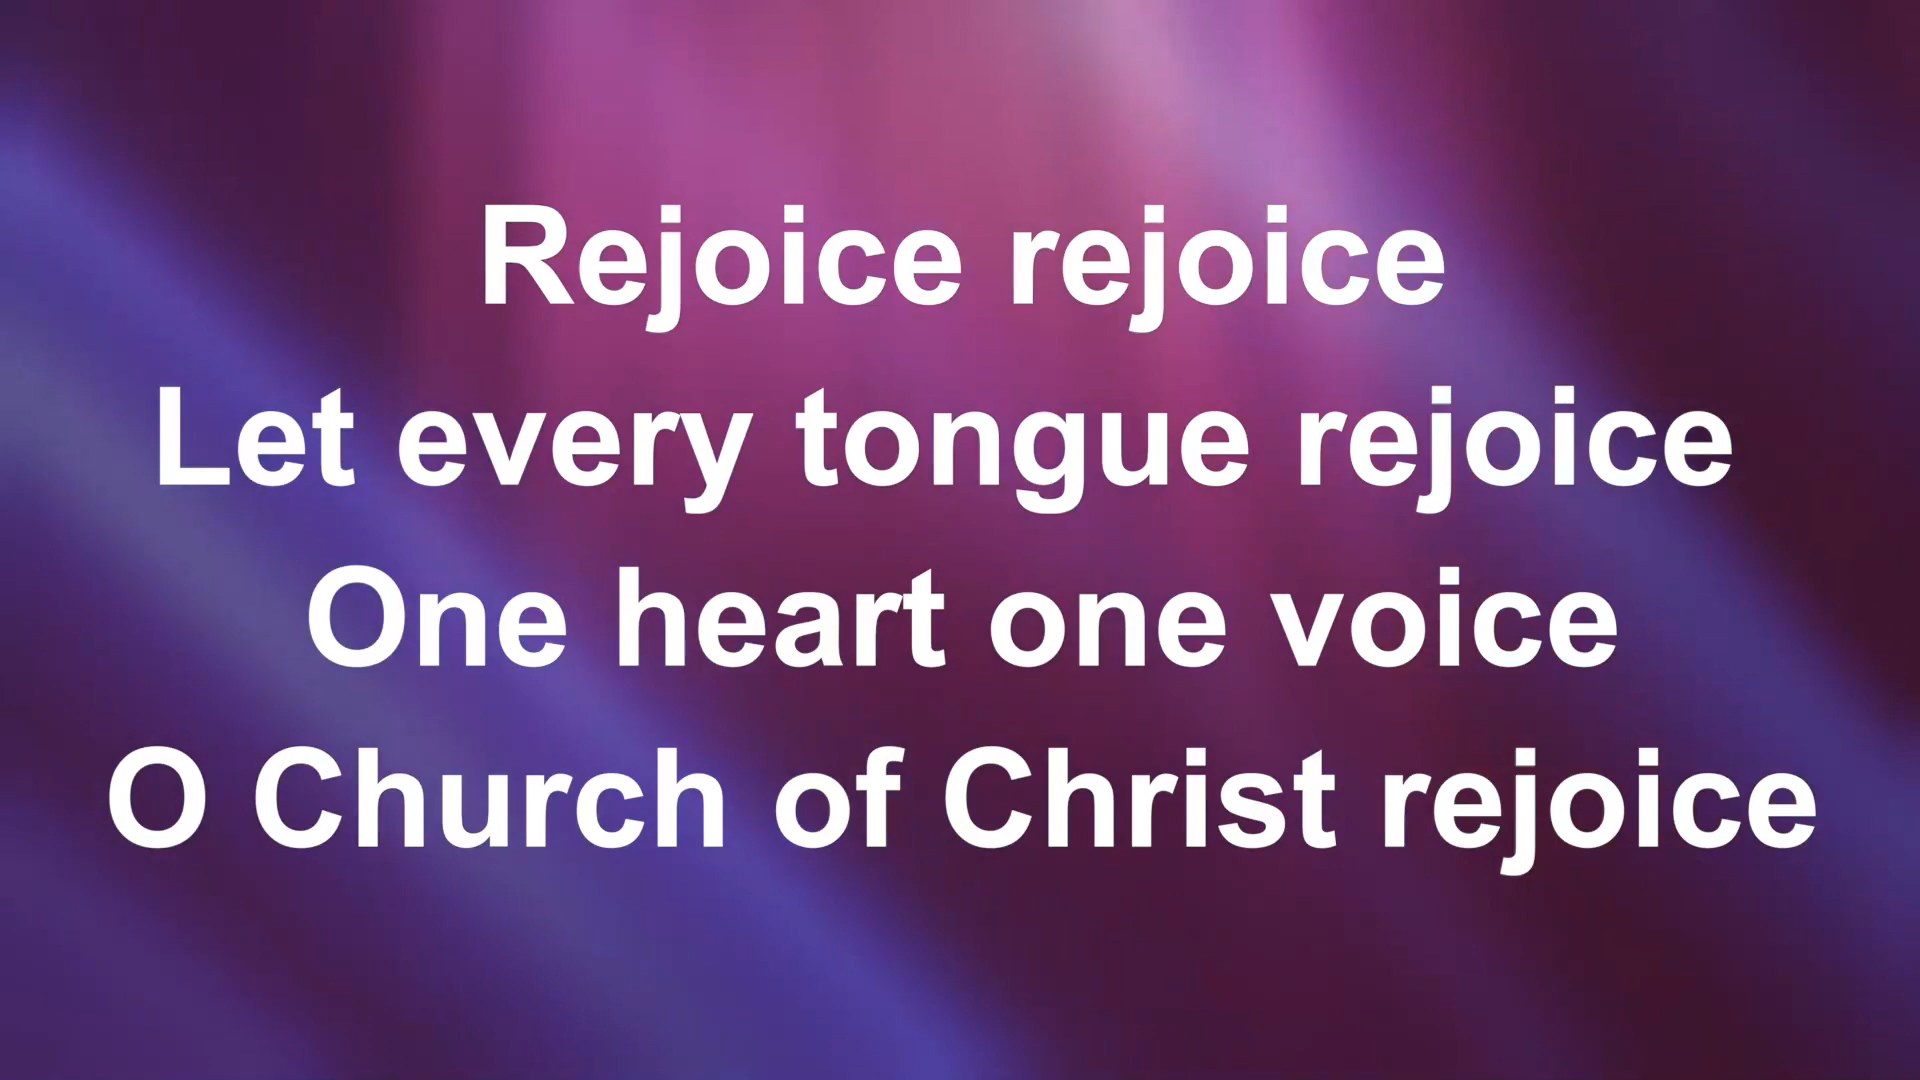 Rejoice rejoice
Let every tongue rejoice
One heart one voice
O Church of Christ rejoice